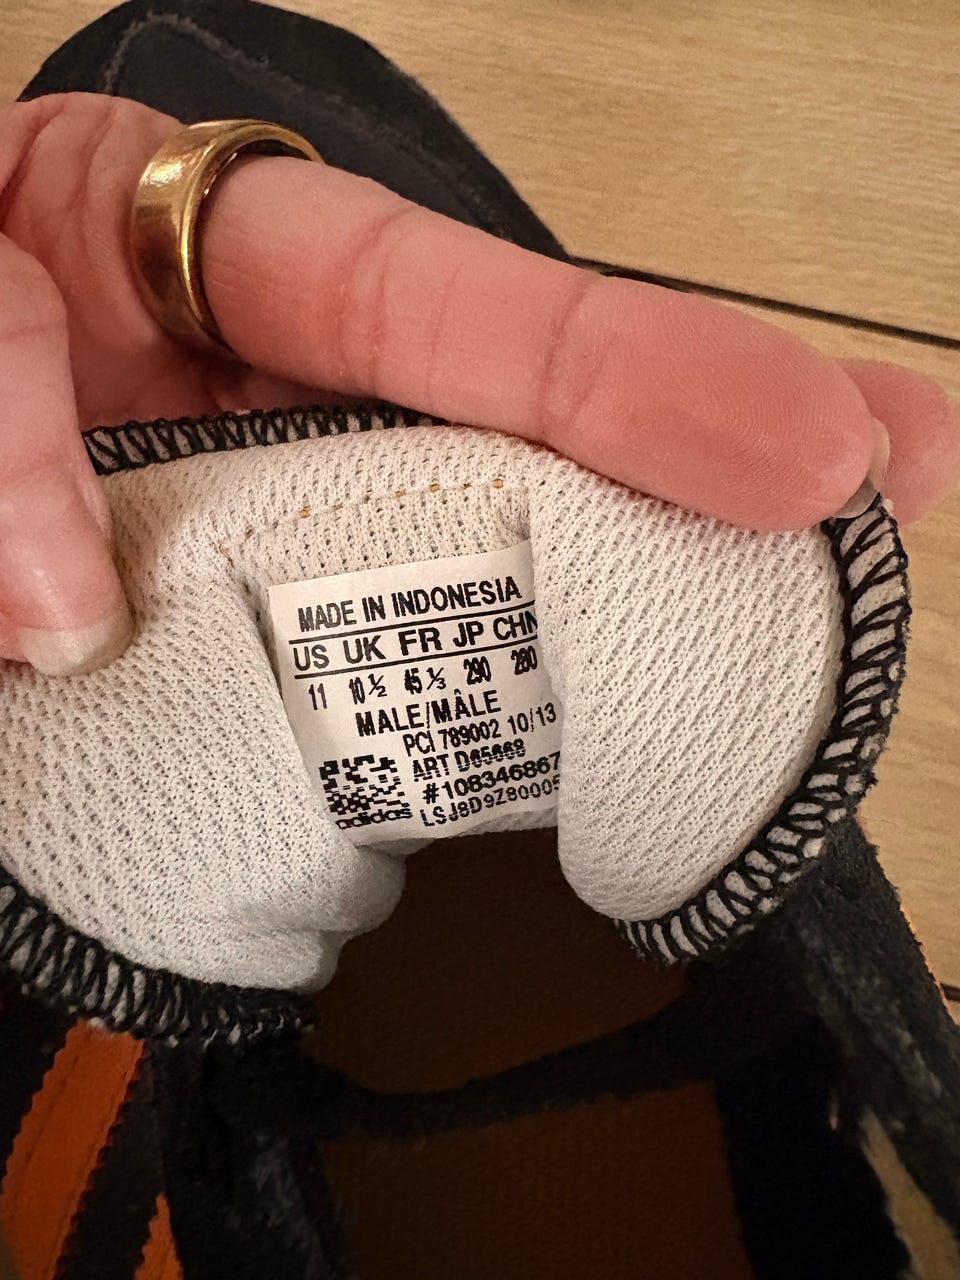 MADE IN INDONESIA
US UK FR JP CHN
11 10½ 45⅓ 290 280
MALE/MÂLE
PCI 789002 10/13
ART D65668
#108346867
adidas LSJ8D9Z80005